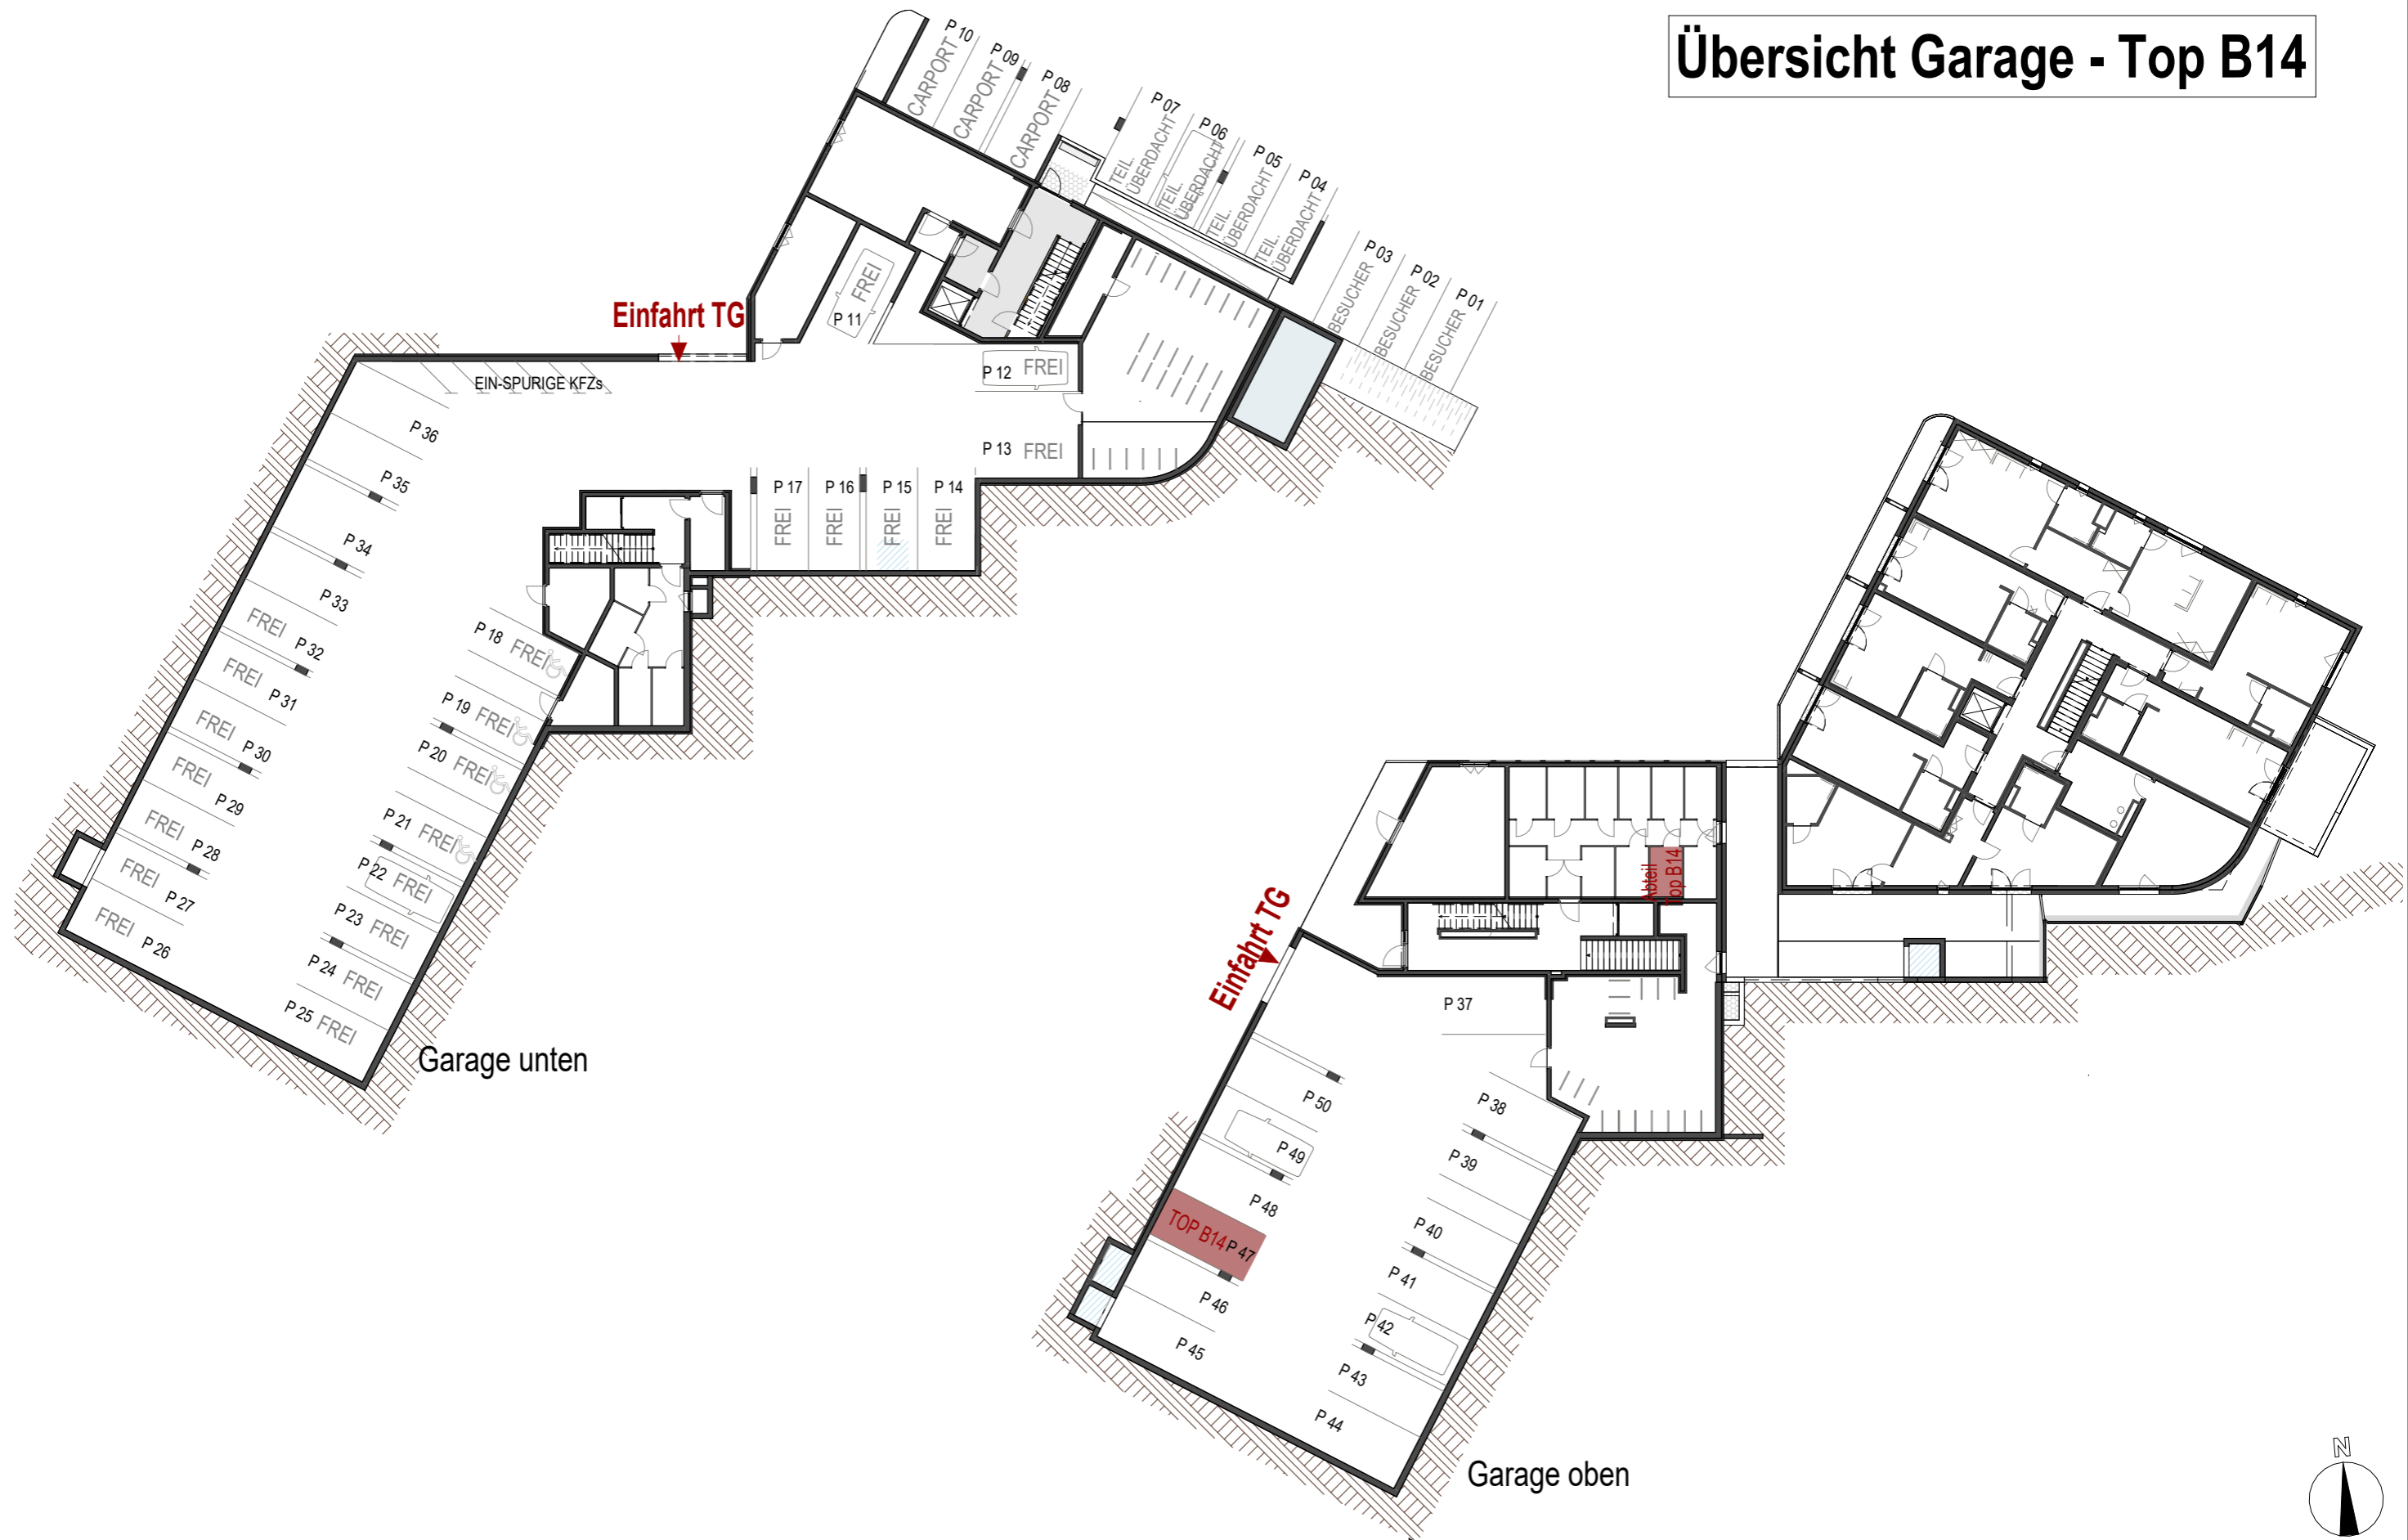 Übersicht Garage - Top B14
P 10
CARPORT
P 09
CARPORT
P 08
CARPORT
P 07
TEIL.
ÜBERDACHT
P 06
TEIL.
ÜBERDACHT
P 05
TEIL.
ÜBERDACHT
P 04
TEIL.
ÜBERDACHT
P 03
BESUCHER
P 02
BESUCHER
P 01
BESUCHER
Einfahrt TG
FREI
P 11
P 12 FREI
P 13 FREI
EIN-SPURIGE KFZs
P 17
FREI
P 16
FREI
P 15
FREI
P 14
FREI
P 36
P 35
P 34
P 33
FREI P 32
FREI P 31
FREI P 30
FREI P 29
FREI P 28
FREI P 27
FREI P 26
P 18 FREI
P 19 FREI
P 20 FREI
P 21 FREI
P 22 FREI
P 23 FREI
P 24 FREI
P 25 FREI
Garage unten
Abteil
Top B14
Einfahrt TG
P 37
P 38
P 39
P 40
P 41
P 42
P 43
P 44
P 50
P 49
P 48
TOP B14 P 47
P 46
P 45
Garage oben
N